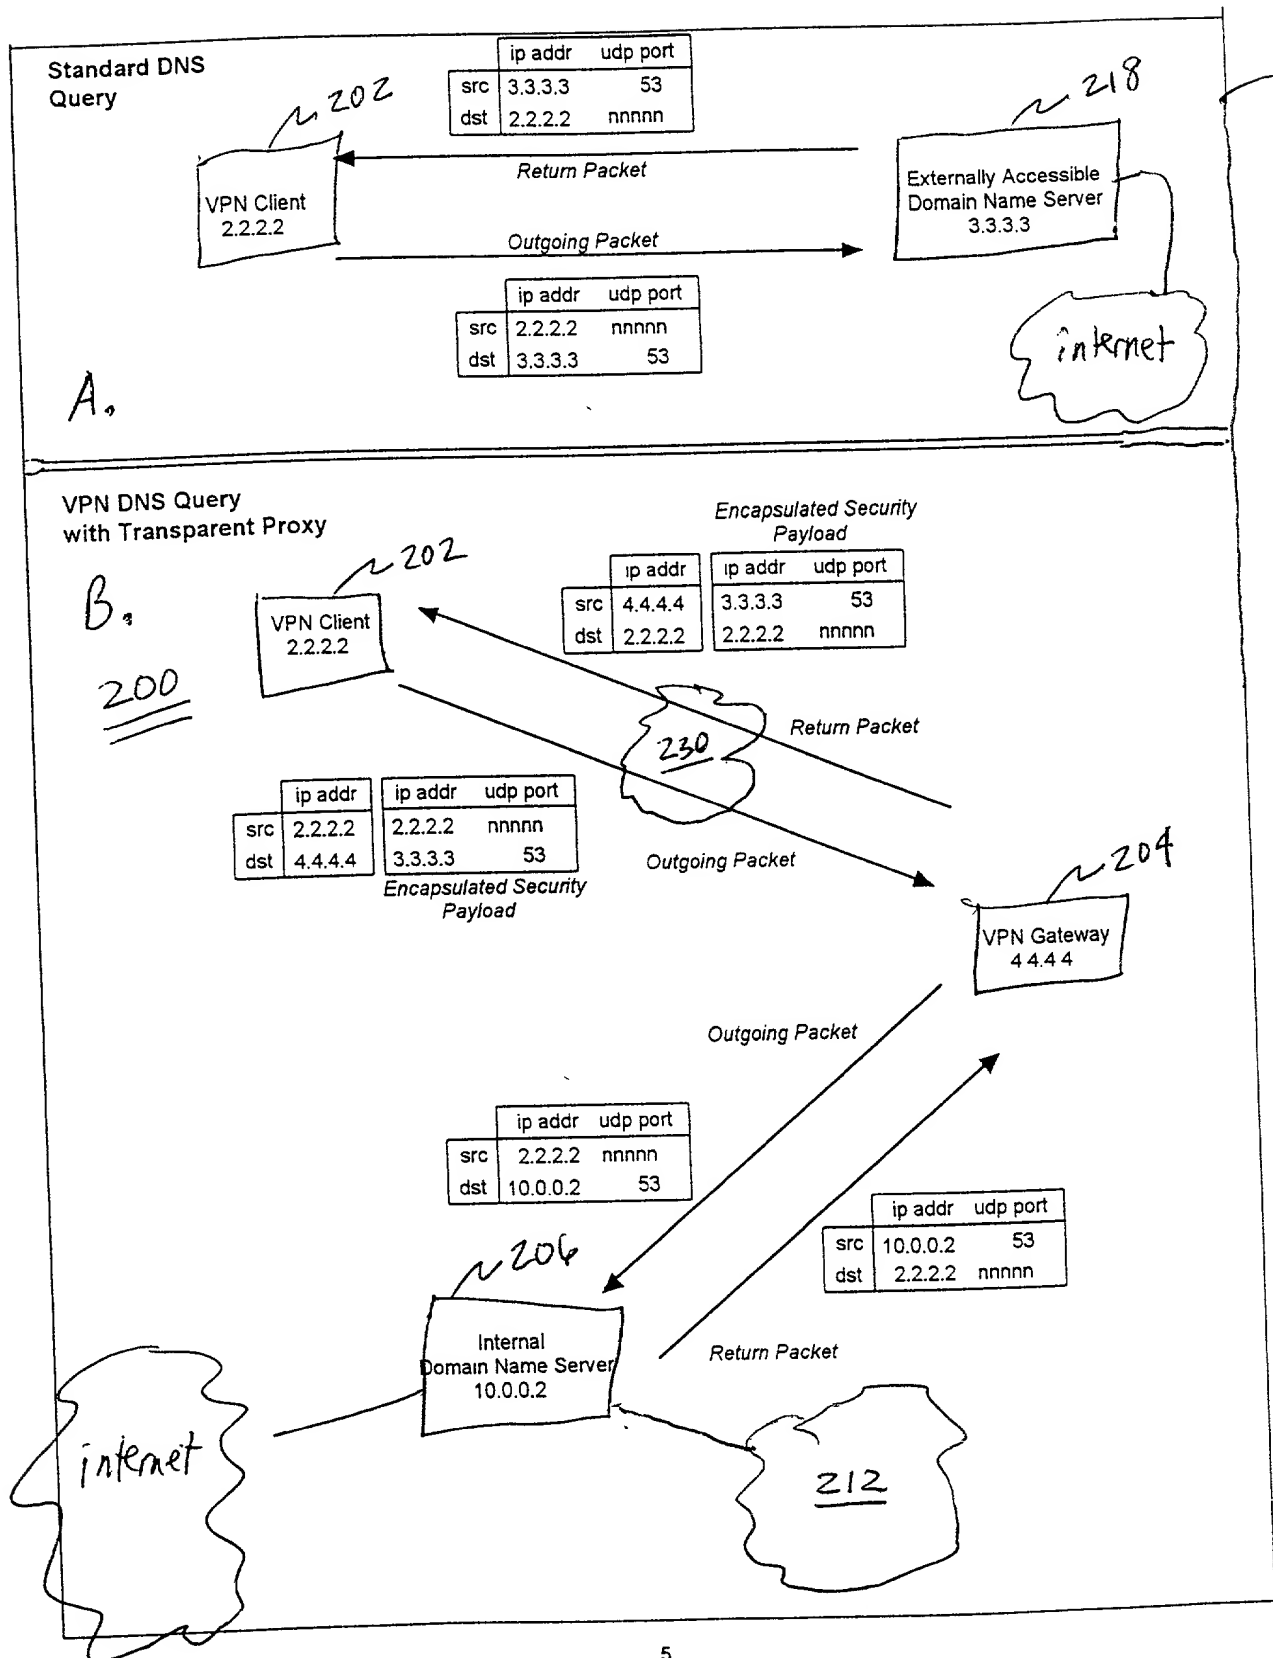 Standard DNS
Query
ip addr udp port
src 3.3.3.3 53
dst 2.2.2.2 nnnnn
202
218
Return Packet
VPN Client
2.2.2.2
Externally Accessible
Domain Name Server
3.3.3.3
Outgoing Packet
ip addr udp port
src 2.2.2.2 nnnnn
dst 3.3.3.3 53
internet
A.
VPN DNS Query
with Transparent Proxy
B.
200
202
VPN Client
2.2.2.2
Encapsulated Security
Payload
ip addr ip addr udp port
src 4.4.4.4 3.3.3.3 53
dst 2.2.2.2 2.2.2.2 nnnnn
230
Return Packet
ip addr ip addr udp port
src 2.2.2.2 2.2.2.2 nnnnn
dst 4.4.4.4 3.3.3.3 53
Encapsulated Security
Payload
Outgoing Packet
204
VPN Gateway
4 4.4 4
Outgoing Packet
ip addr udp port
src 2.2.2.2 nnnnn
dst 10.0.0.2 53
ip addr udp port
src 10.0.0.2 53
dst 2.2.2.2 nnnnn
206
Internal
Domain Name Server
10.0.0.2
Return Packet
internet
212
5